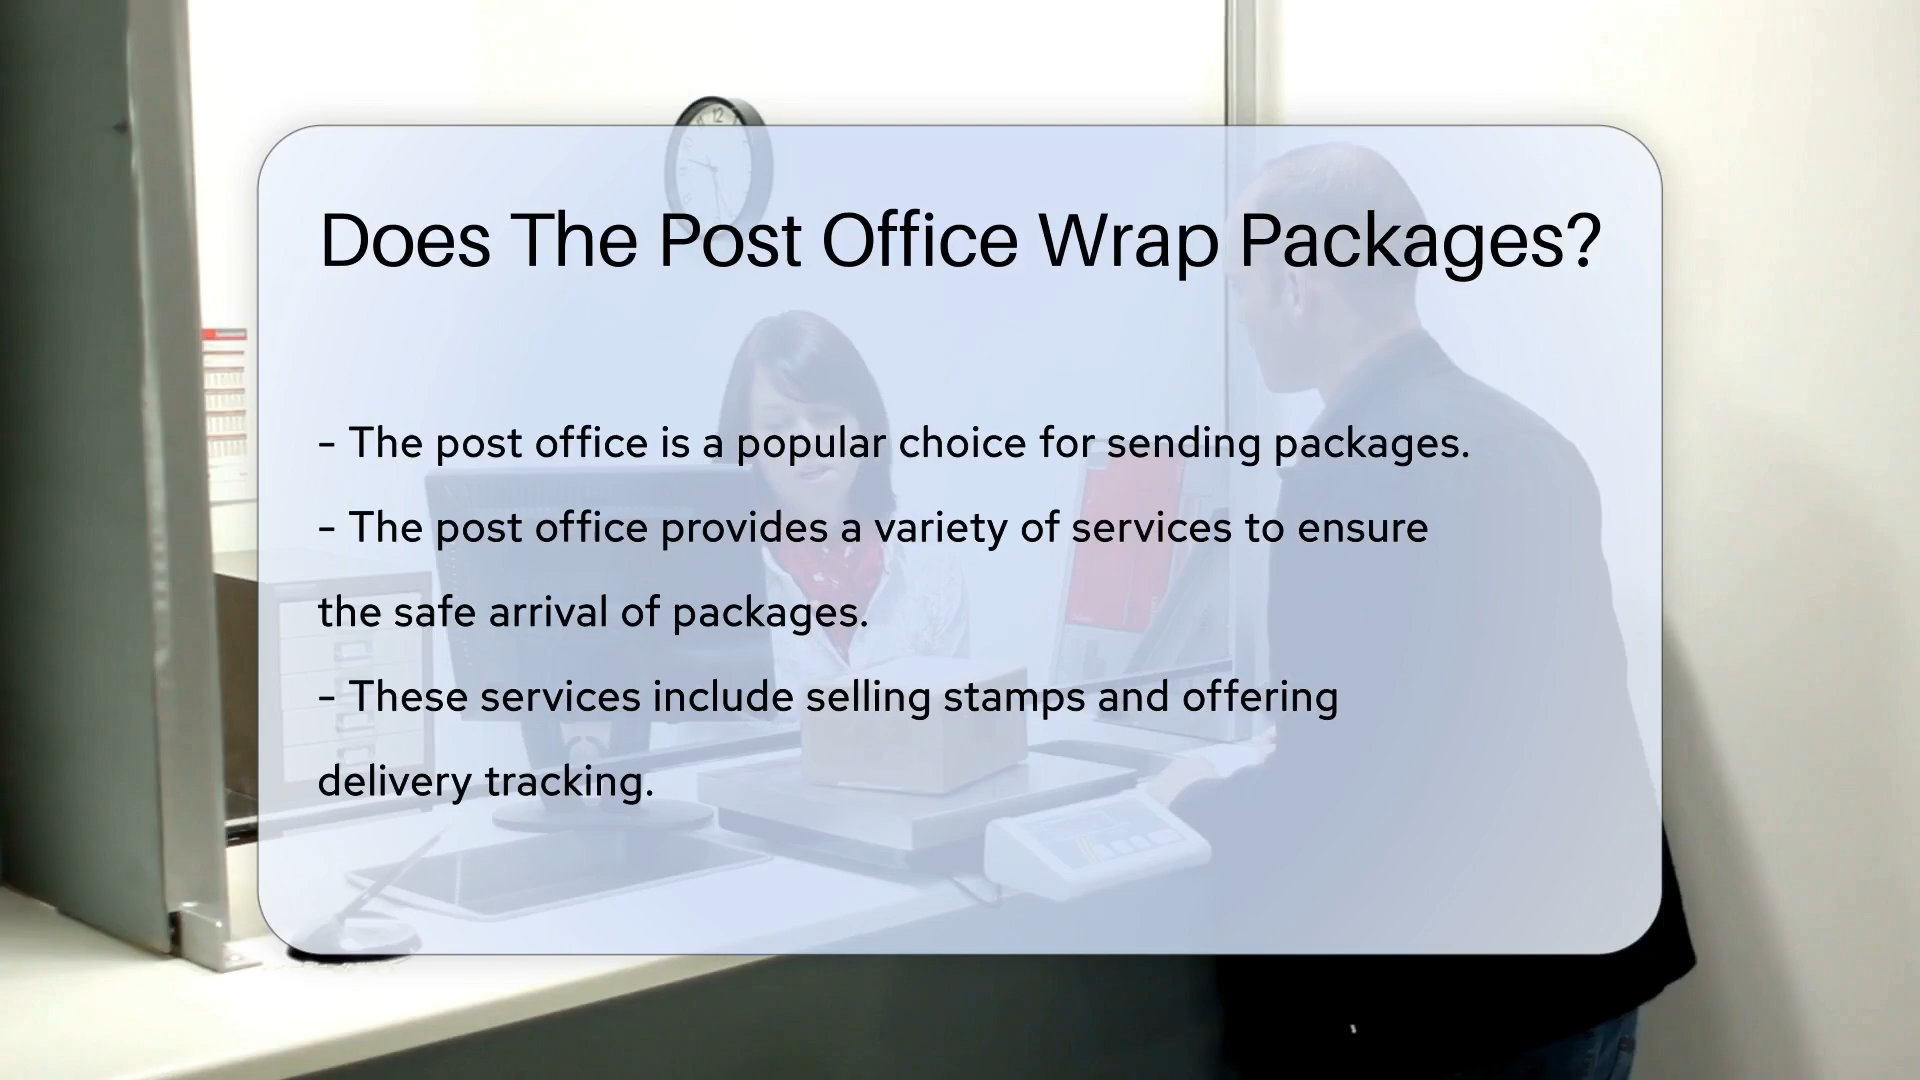 Does The Post Office Wrap Packages?
- The post office is a popular choice for sending packages.
- The post office provides a variety of services to ensure
the safe arrival of packages.
- These services include selling stamps and offering
delivery tracking.